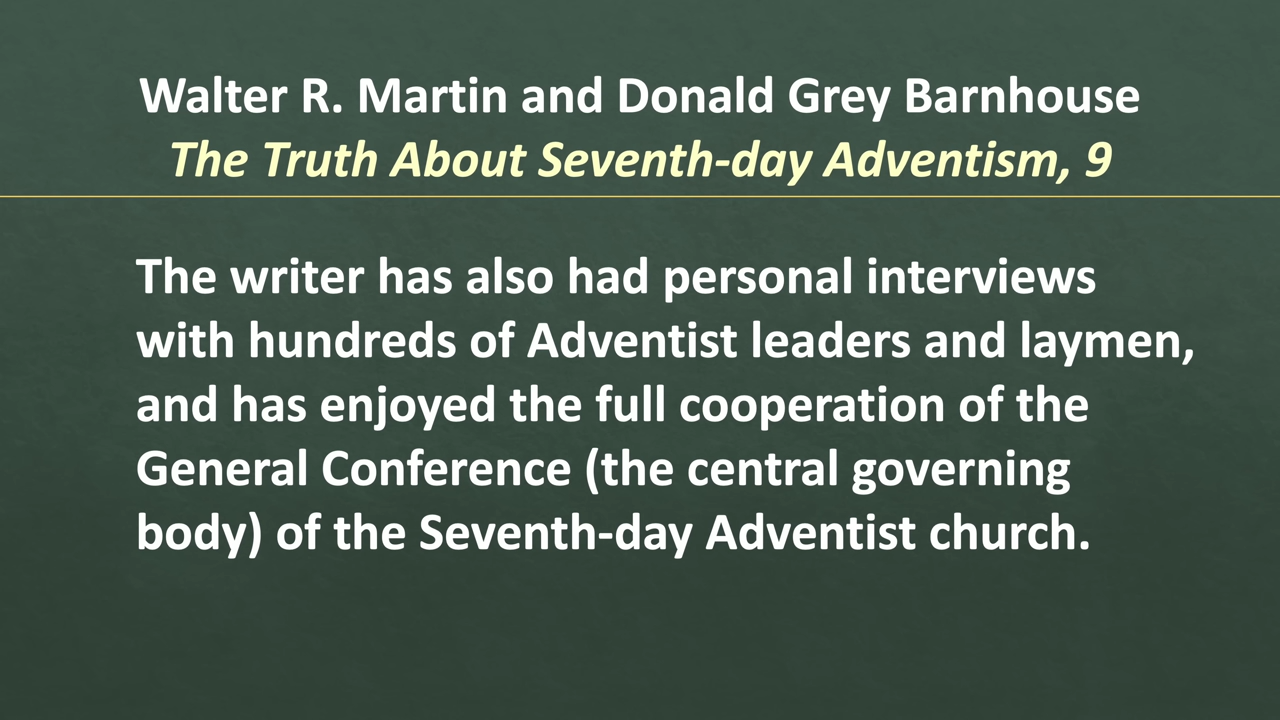 Walter R. Martin and Donald Grey Barnhouse
The Truth About Seventh-day Adventism, 9
The writer has also had personal interviews
with hundreds of Adventist leaders and laymen,
and has enjoyed the full cooperation of the
General Conference (the central governing
body) of the Seventh-day Adventist church.